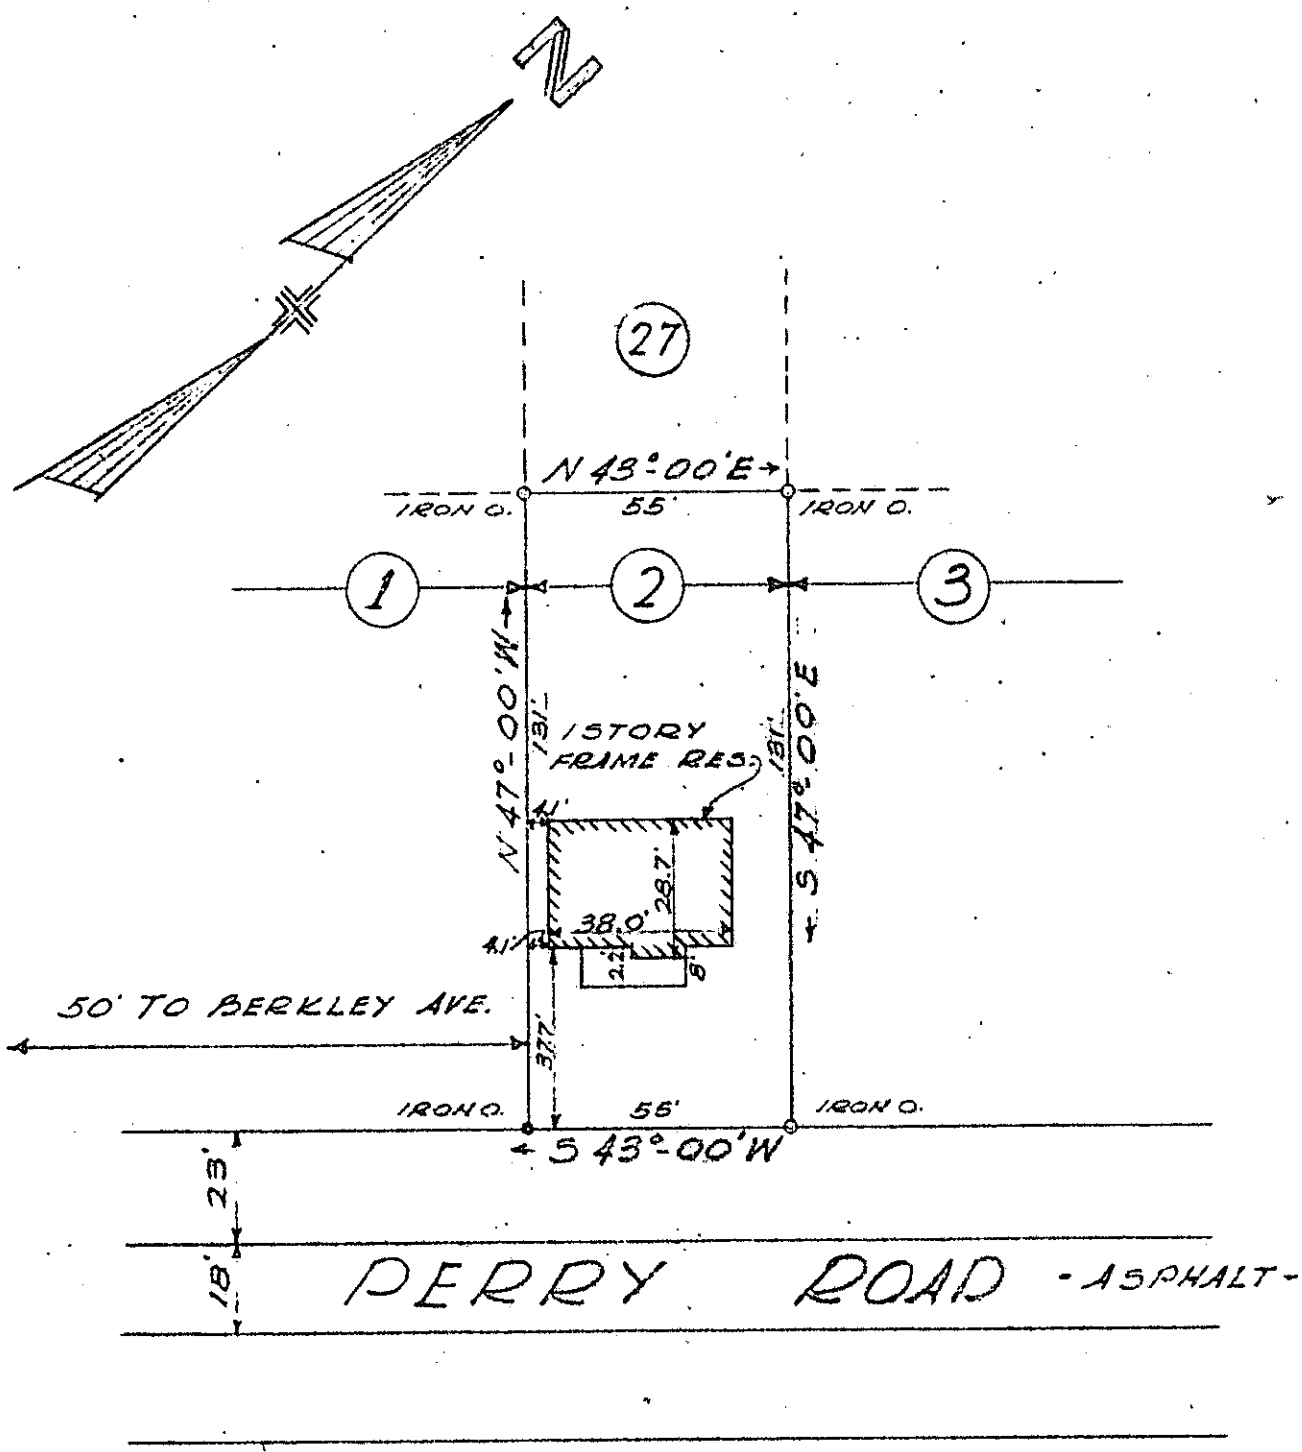 N
27
N 43°-00' E
IRON O.
55'
IRON O.
1
2
3
N 47°-00' W
131'
131'
S 47°-00' E
1 STORY
FRAME RES.
4.1'
28.7'
38.0'
4.1'
2.2'
8'
50' TO BERKLEY AVE.
37.7'
IRON O.
55'
IRON O.
S 43°-00' W
23'
18'
PERRY ROAD - ASPHALT -